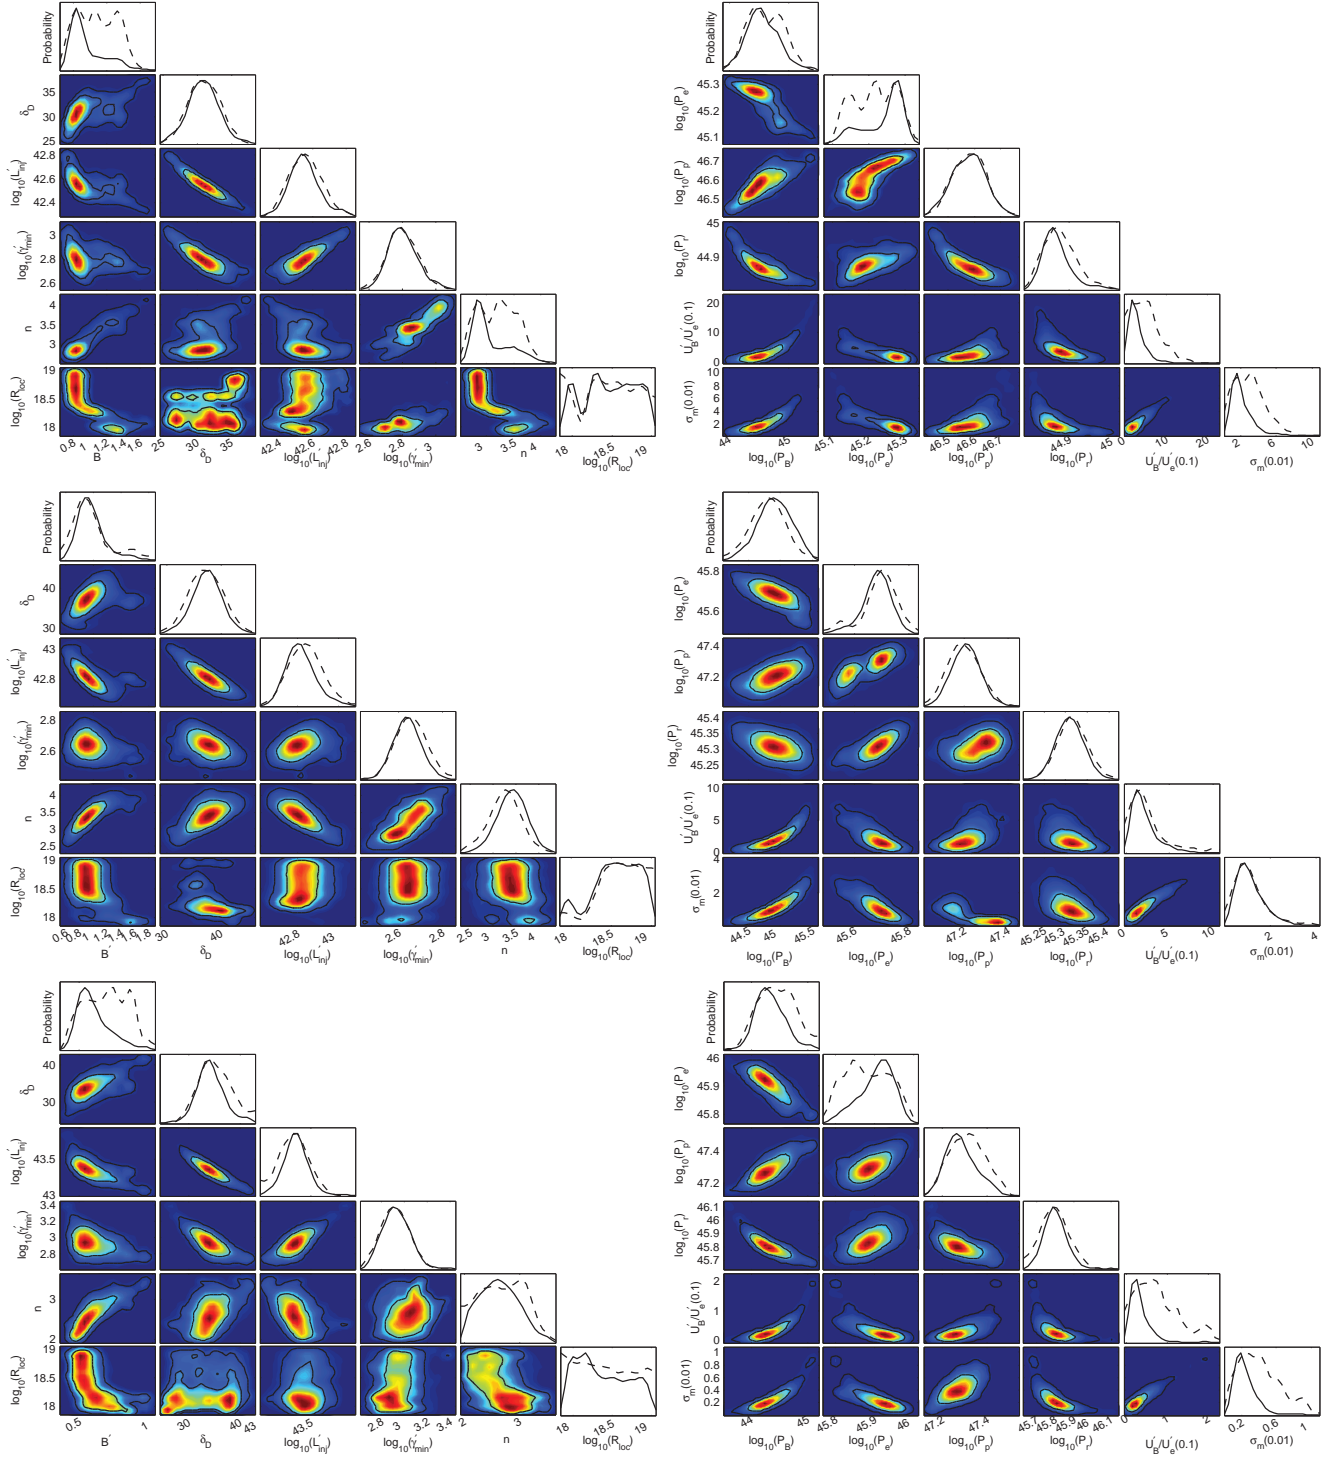 Probability
δD
35
30
25
log10(L'inj)
42.8
42.6
42.4
log10(γ'min)
3
2.8
2.6
n
4
3.5
3
log10(Rloc)
19
18.5
18
0.8 1 1.2 1.4
25 30 35
42.4 42.6 42.8
2.6 2.8 3
3 3.5 4
18 18.5 19
B' δD log10(L'inj) log10(γ'min) n log10(Rloc)
Probability
log10(Pe)
45.3
45.2
45.1
log10(Pp)
46.7
46.6
46.5
log10(Pr)
45
44.9
U'B/U'e(0.1)
20
10
0
σm(0.01)
10
8
6
4
2
44 45
45.1 45.2 45.3
46.5 46.6 46.7
44.9 45
0 10 20
2 6 10
log10(PB) log10(Pe) log10(Pp) log10(Pr) U'B/U'e(0.1) σm(0.01)
Probability
δD
40
30
log10(L'inj)
43
42.8
log10(γ'min)
2.8
2.6
n
4
3.5
3
2.5
log10(Rloc)
19
18.5
18
0.6 0.8 1 1.2 1.4 1.6 1.8
30 40
42.8 43
2.6 2.8
2.5 3 3.5 4
18 18.5 19
B' δD log10(L'inj) log10(γ'min) n log10(Rloc)
Probability
log10(Pe)
45.8
45.6
log10(Pp)
47.4
47.2
log10(Pr)
45.4
45.35
45.3
45.25
U'B/U'e(0.1)
10
5
0
σm(0.01)
4
2
44.5 45 45.5
45.6 45.8
47.2 47.4
45.25 45.3 45.35 45.4
0 5 10
2 4
log10(PB) log10(Pe) log10(Pp) log10(Pr) U'B/U'e(0.1) σm(0.01)
Probability
δD
40
30
log10(L'inj)
43.5
43
log10(γ'min)
3.4
3.2
3
2.8
n
3
2
log10(Rloc)
19
18.5
18
0.5 1
30 40 43
43.5
2.8 3 3.2 3.4
2 3
18 18.5 19
B' δD log10(L'inj) log10(γ'min) n log10(Rloc)
Probability
log10(Pe)
46
45.9
45.8
log10(Pp)
47.4
47.2
log10(Pr)
46.1
46
45.9
45.8
45.7
U'B/U'e(0.1)
2
1
0
σm(0.01)
1
0.8
0.6
0.4
0.2
44 45
45.8 45.9 46
47.2 47.4
45.7 45.8 45.9 46 46.1
0 1 2
0.2 0.6 1
log10(PB) log10(Pe) log10(Pp) log10(Pr) U'B/U'e(0.1) σm(0.01)